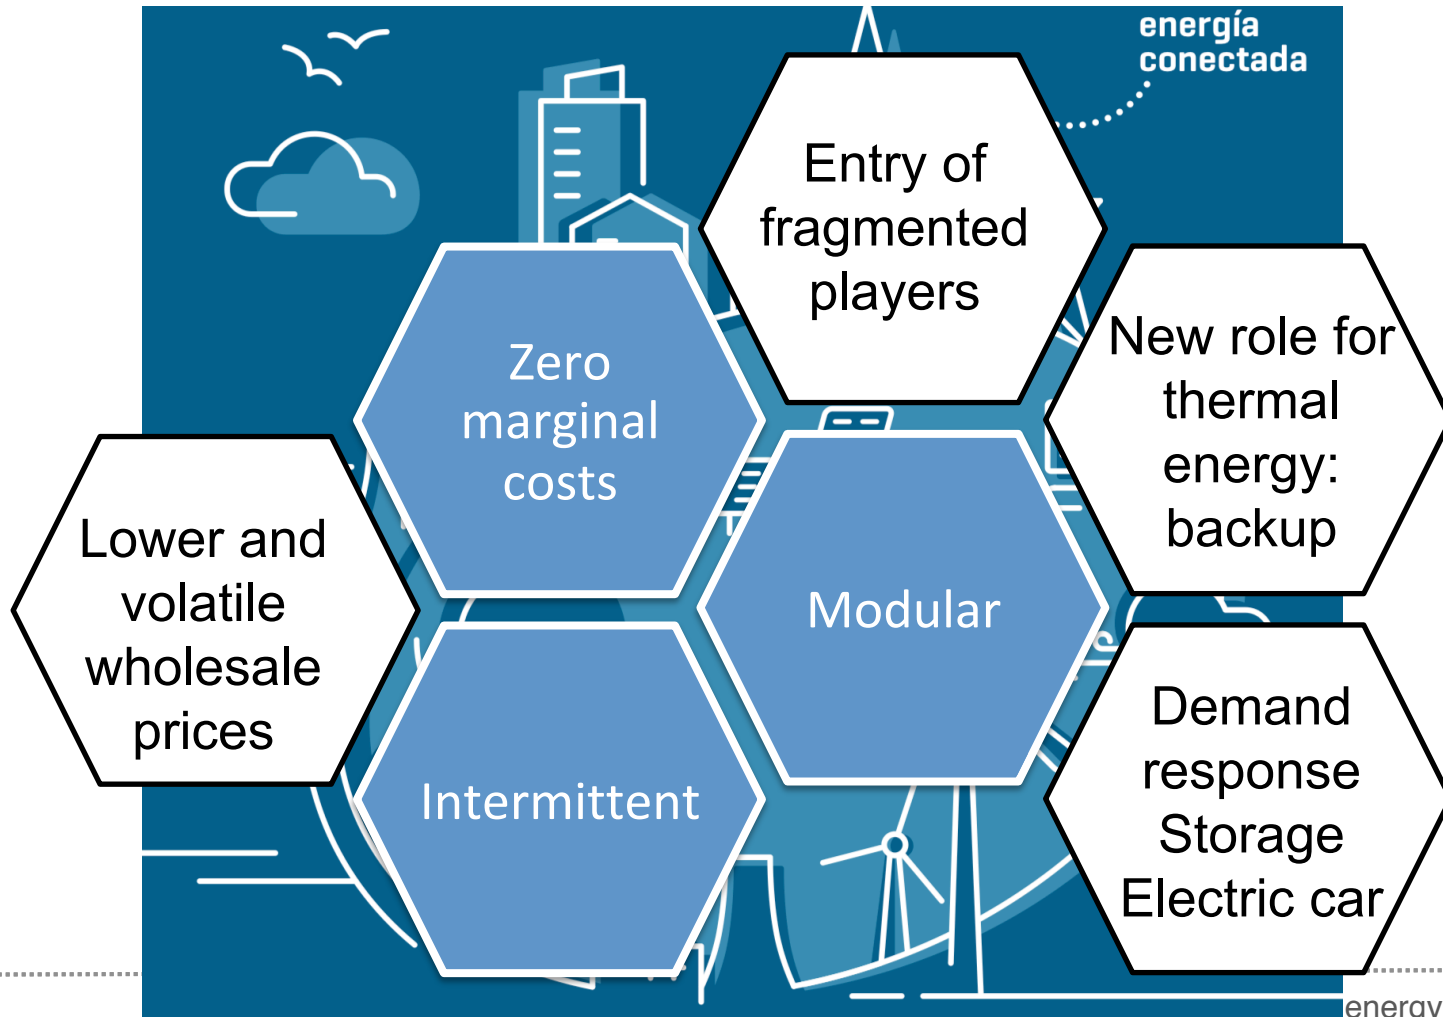 energía
conectada
Entry of
fragmented
players
Zero
marginal
costs
New role for
thermal
energy:
backup
Lower and
volatile
wholesale
prices
Modular
Intermittent
Demand
response
Storage
Electric car
energy